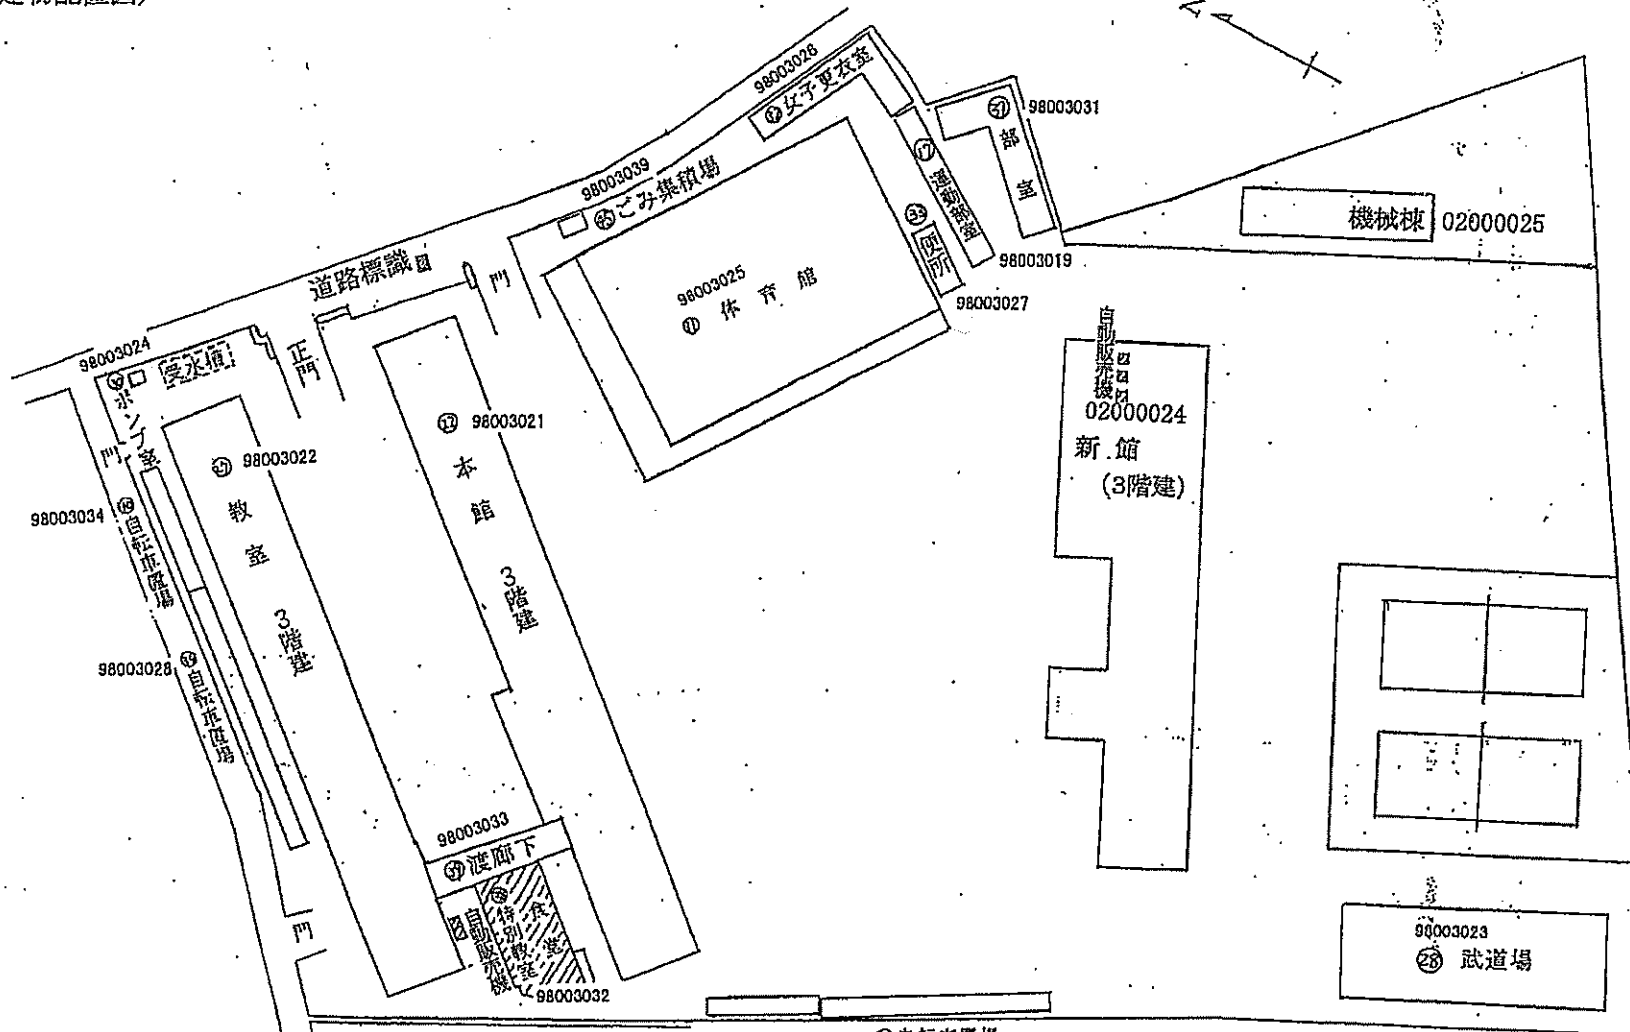 98003026
女子更衣室
㊲ 98003031
部室
98003039
ごみ集積場
⑰
運動部室
㉝
便所
機械棟 02000025
道路標識
門
98003025
⑪ 体育館
98003019
98003027
98003024
受水槽
正門
ポンプ室
自動販売機
02000024
新館
(3階建)
98003021
本館
3階建
門
98003022
教室
3階建
98003034
自転車置場
98003028
自転車置場
98003033
渡廊下
食堂
特別教室
自動販売機
98003032
門
98003023
㉘ 武道場